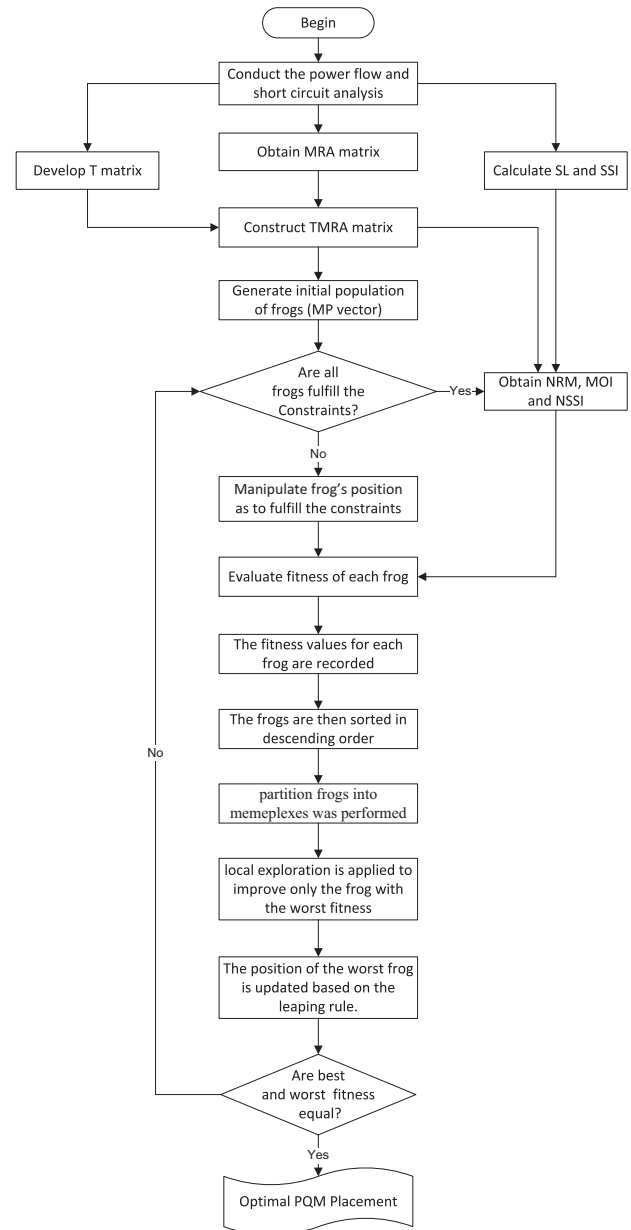 Begin
Conduct the power flow and
short circuit analysis
Obtain MRA matrix
Develop T matrix
Calculate SL and SSI
Construct TMRA matrix
Generate initial population
of frogs (MP vector)
Are all
frogs fulfill the
Constraints?
Yes
Obtain NRM, MOI
and NSSI
No
Manipulate frog's position
as to fulfill the constraints
Evaluate fitness of each frog
The fitness values for each
frog are recorded
The frogs are then sorted in
descending order
No
partition frogs into
memeplexes was performed
local exploration is applied to
improve only the frog with
the worst fitness
The position of the worst frog
is updated based on the
leaping rule.
Are best
and worst fitness
equal?
Yes
Optimal PQM Placement